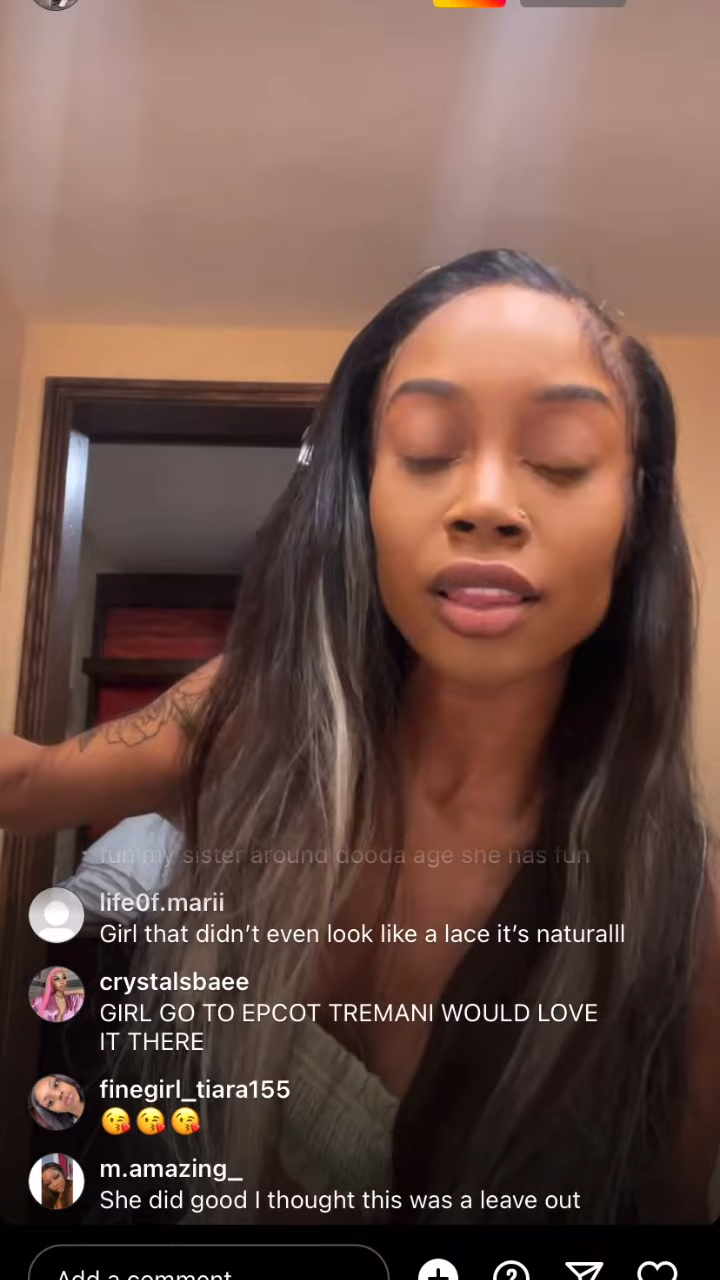 funmy sister around dooda age she has fun
life0f.marii
Girl that didn’t even look like a lace it’s naturalll
crystalsbaee
GIRL GO TO EPCOT TREMANI WOULD LOVE
IT THERE
finegirl_tiara155
😘😘😘
m.amazing_
She did good I thought this was a leave out
Add a comment